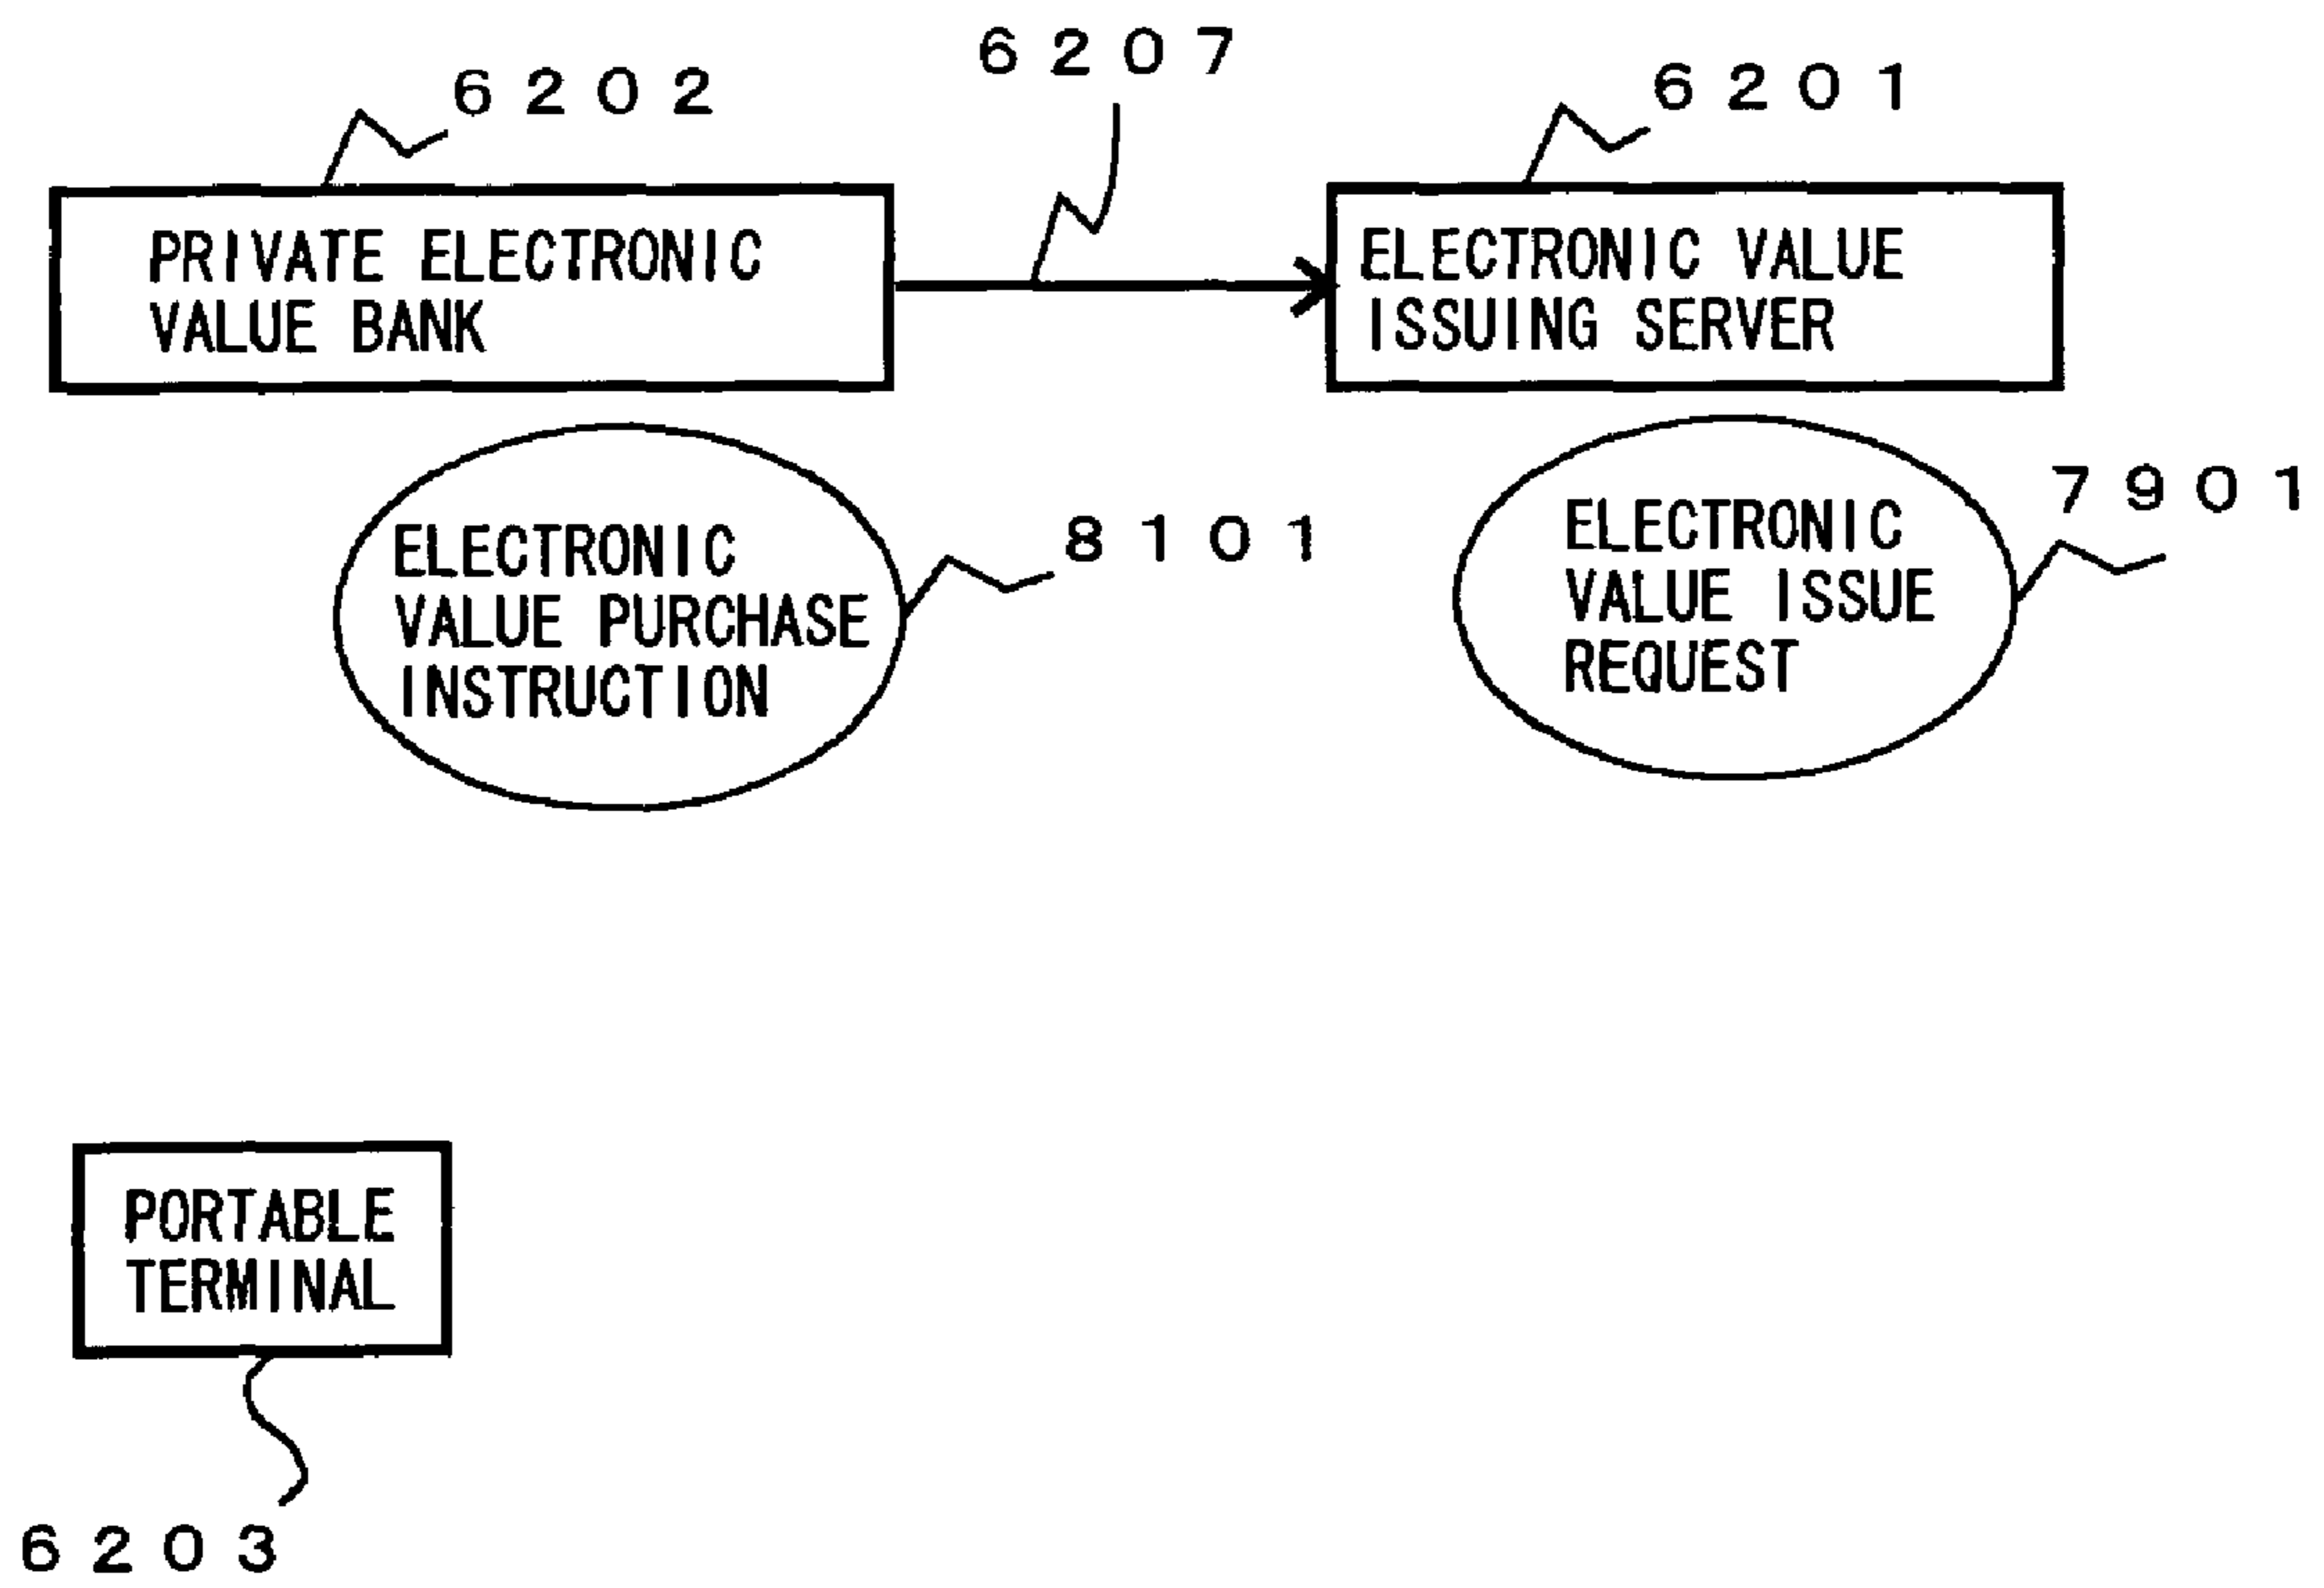 6207
6202
6201
PRIVATE ELECTRONIC
VALUE BANK
ELECTRONIC VALUE
ISSUING SERVER
8101
7901
ELECTRONIC
VALUE PURCHASE
INSTRUCTION
ELECTRONIC
VALUE ISSUE
REQUEST
PORTABLE
TERMINAL
6203